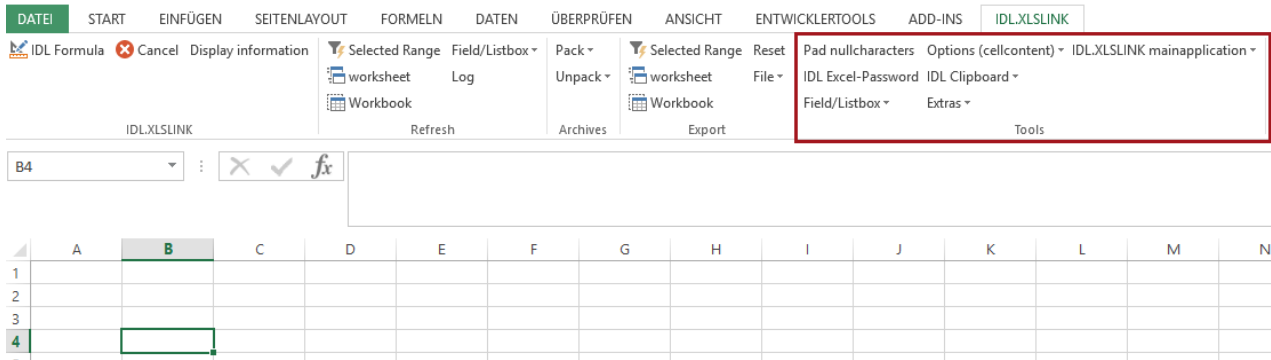 DATEI START EINFÜGEN SEITENLAYOUT FORMELN DATEN ÜBERPRÜFEN ANSICHT ENTWICKLERTOOLS ADD-INS IDL.XLSLINK
IDL Formula Cancel Display information Selected Range Field/Listbox Pack Selected Range Reset Pad nullcharacters Options (cellcontent) IDL.XLSLINK mainapplication
worksheet Log Unpack worksheet File IDL Excel-Password IDL Clipboard
Workbook Workbook Field/Listbox Extras
IDL.XLSLINK Refresh Archives Export Tools
B4 fx
A B C D E F G H I J K L M N
1
2
3
4